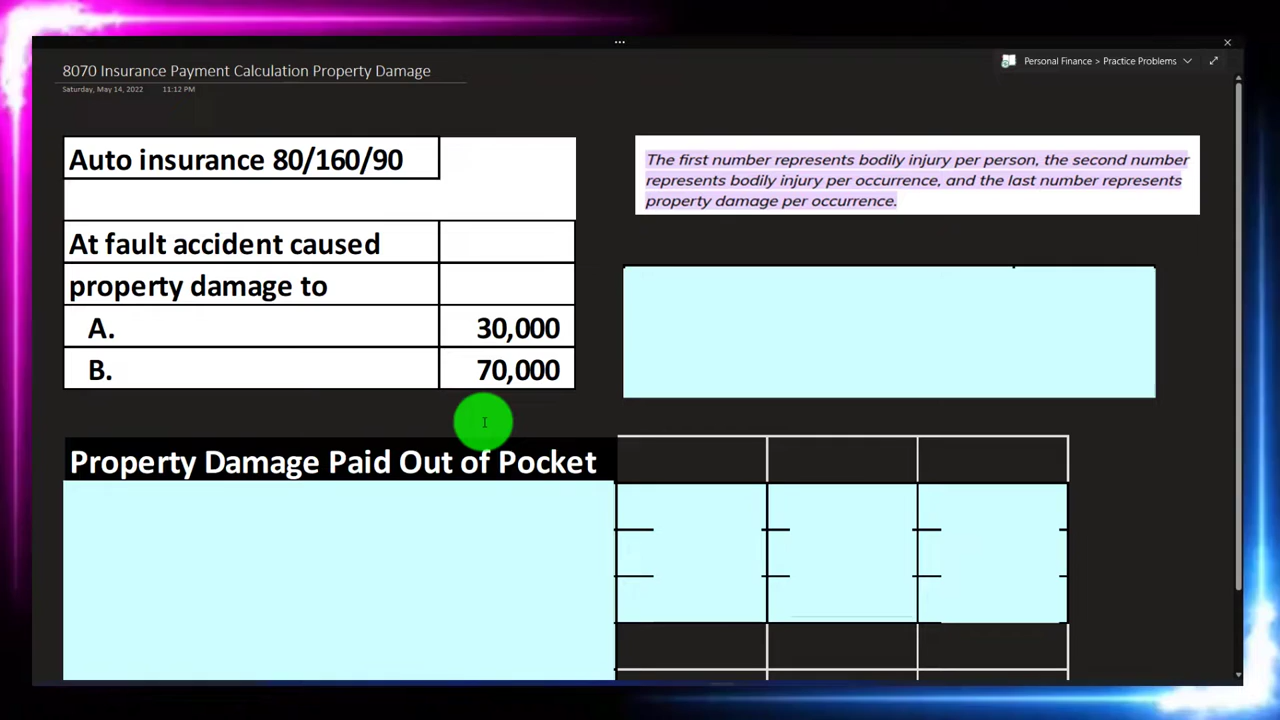 8070 Insurance Payment Calculation Property Damage
Saturday, May 14, 2022 11:12 PM
Personal Finance > Practice Problems
Auto insurance 80/160/90
The first number represents bodily injury per person, the second number
represents bodily injury per occurrence, and the last number represents
property damage per occurrence.
At fault accident caused
property damage to
A. 30,000
B. 70,000
Property Damage Paid Out of Pocket